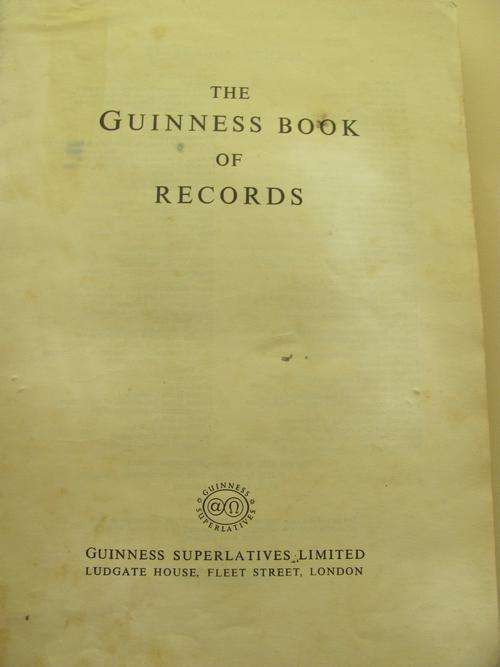 THE
GUINNESS BOOK
OF
RECORDS
GUINNESS
@Ω
SUPERLATIVES
GUINNESS SUPERLATIVES LIMITED
LUDGATE HOUSE, FLEET STREET, LONDON